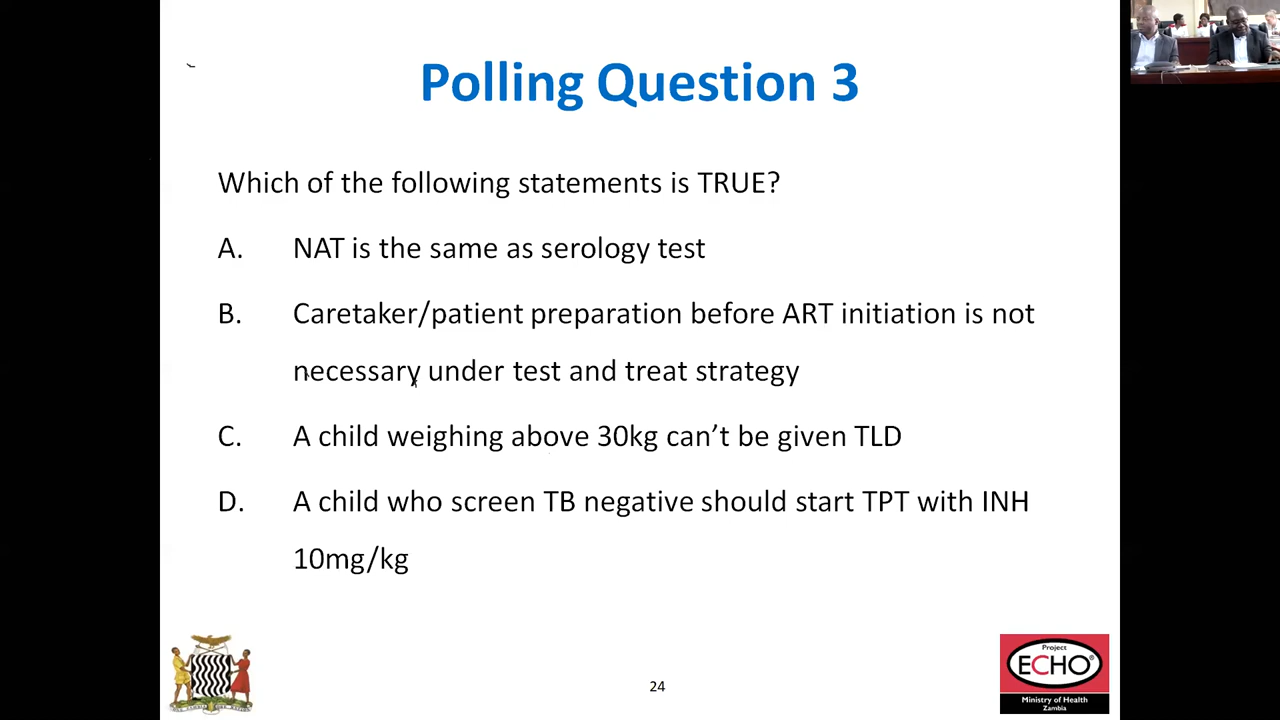 Polling Question 3
Which of the following statements is TRUE?
A. NAT is the same as serology test
B. Caretaker/patient preparation before ART initiation is not
necessary under test and treat strategy
C. A child weighing above 30kg can't be given TLD
D. A child who screen TB negative should start TPT with INH
10mg/kg
24
Project
ECHO®
Ministry of Health
Zambia